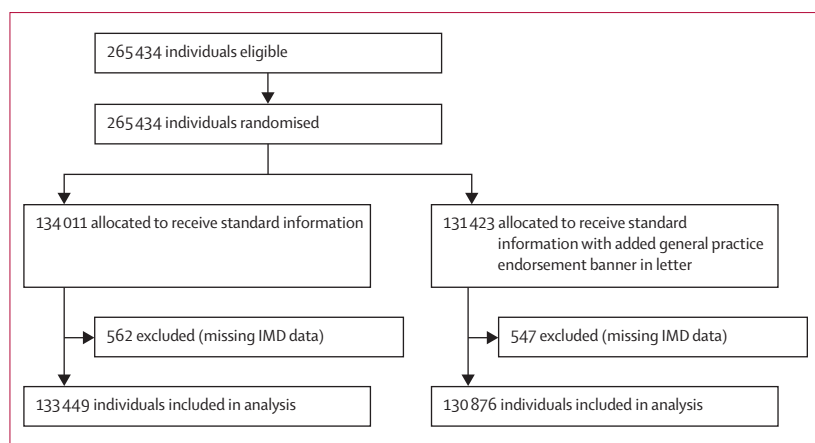 265 434 individuals eligible
265 434 individuals randomised
134 011 allocated to receive standard information
131 423 allocated to receive standard
information with added general practice
endorsement banner in letter
562 excluded (missing IMD data)
547 excluded (missing IMD data)
133 449 individuals included in analysis
130 876 individuals included in analysis